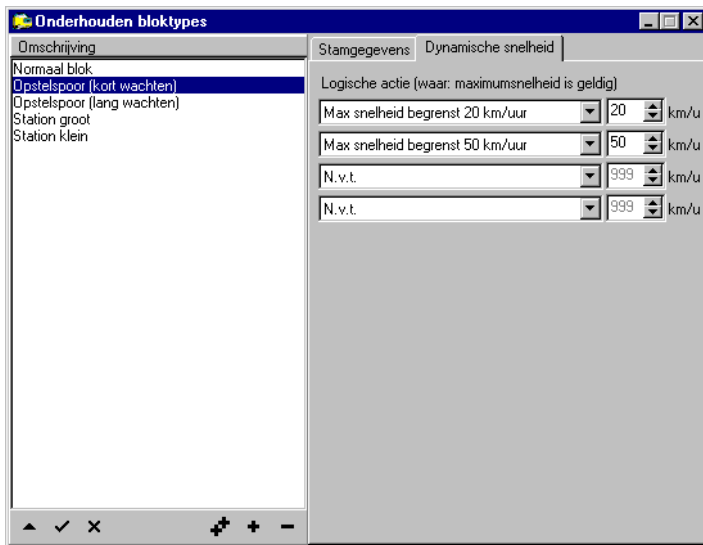 Onderhouden bloktypes
Omschrijving
Normaal blok
Opstelspoor (kort wachten)
Opstelspoor (lang wachten)
Station groot
Station klein
Stamgegevens
Dynamische snelheid
Logische actie (waar: maximumsnelheid is geldig)
Max snelheid begrenst 20 km/uur 20 km/u
Max snelheid begrenst 50 km/uur 50 km/u
N.v.t. 999 km/u
N.v.t. 999 km/u